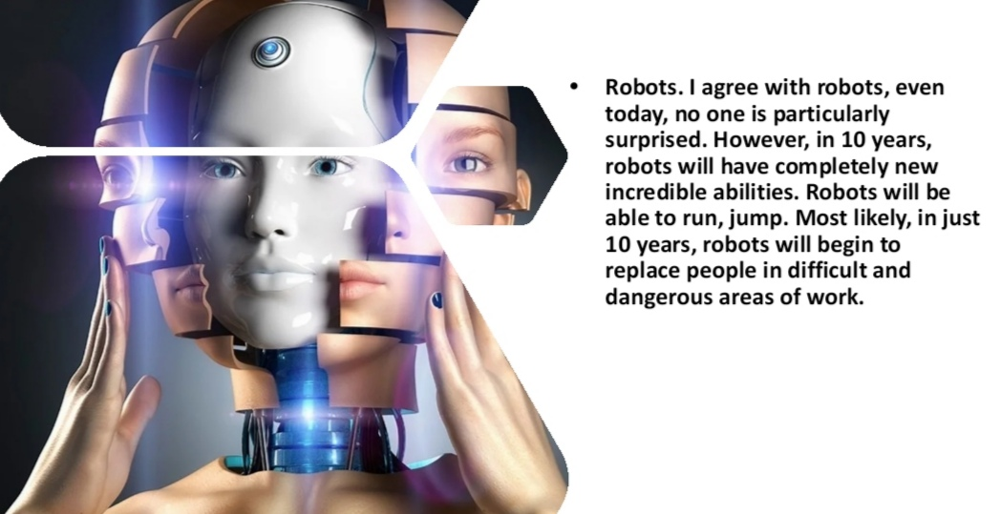 • Robots. I agree with robots, even
today, no one is particularly
surprised. However, in 10 years,
robots will have completely new
incredible abilities. Robots will be
able to run, jump. Most likely, in just
10 years, robots will begin to
replace people in difficult and
dangerous areas of work.